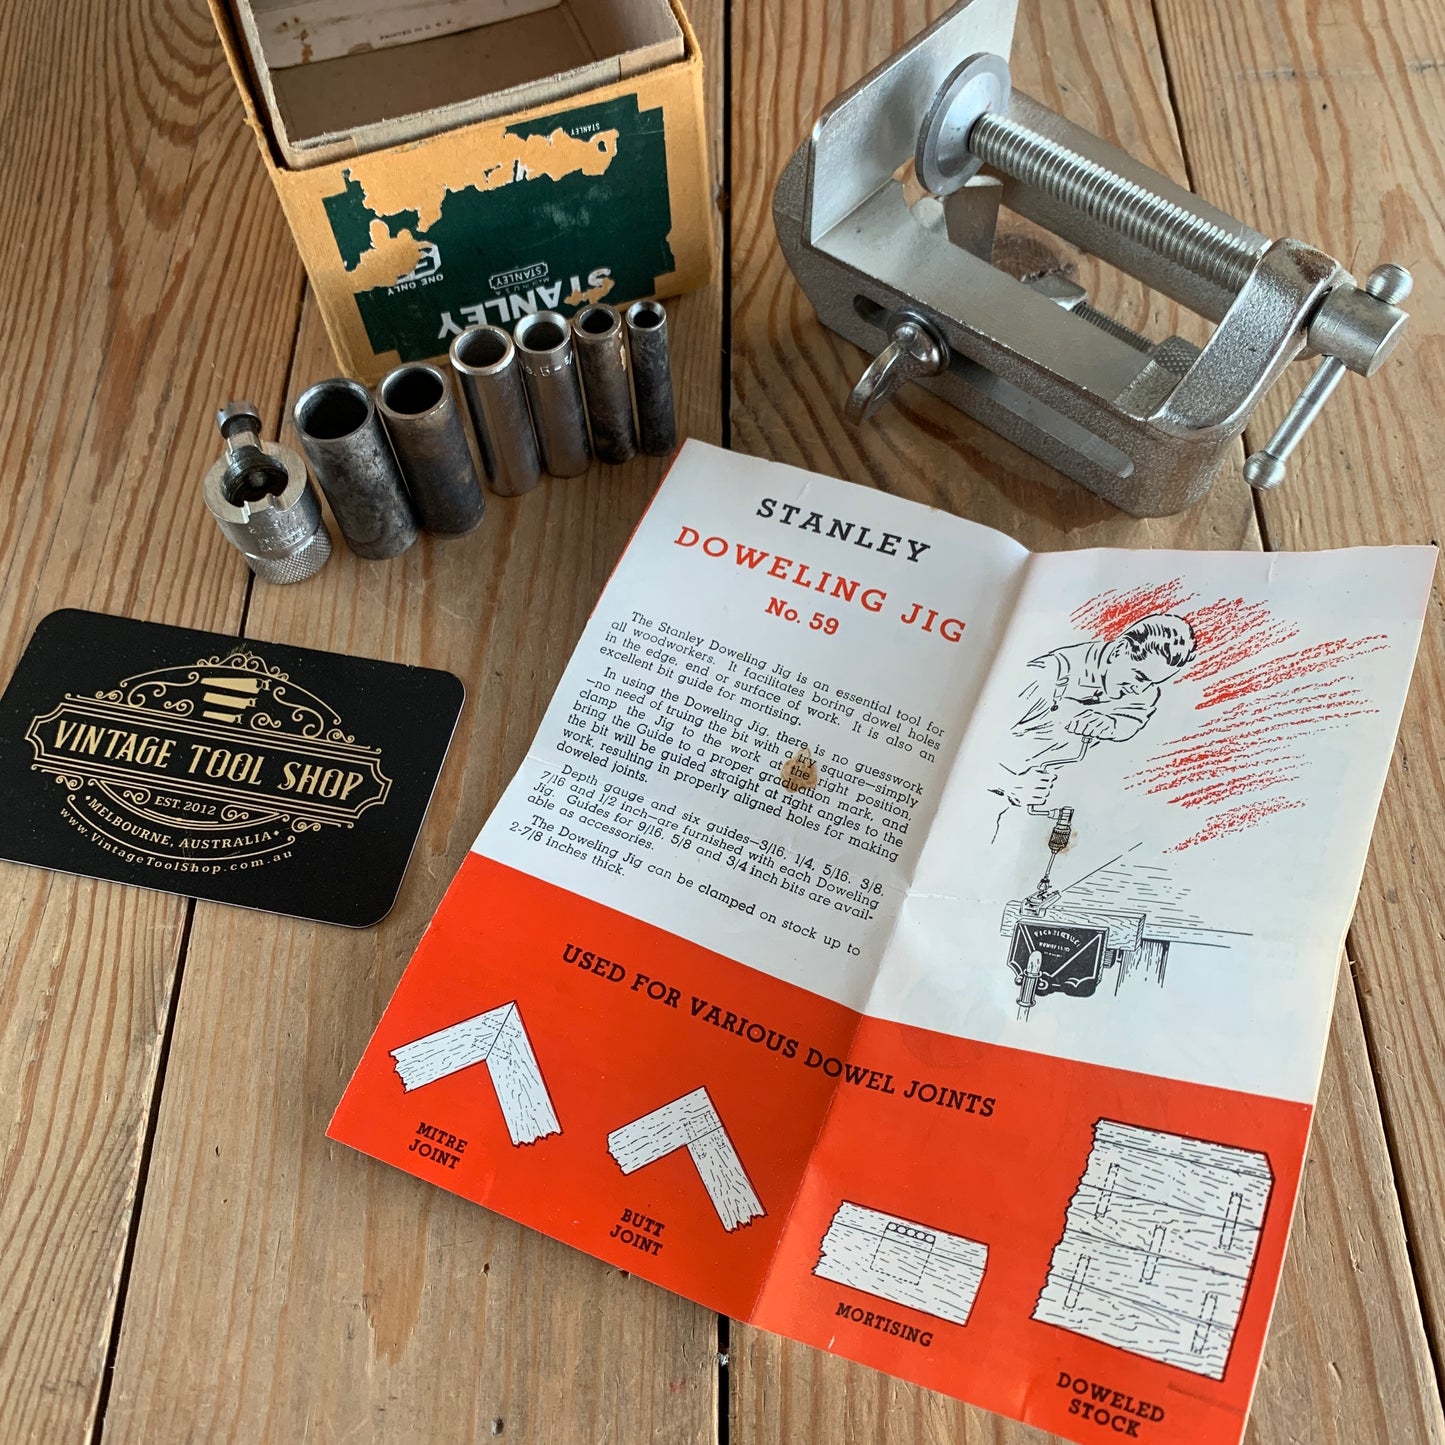 PRINTED IN U.S.A.
STANLEY
ONE ONLY
STANLEY
STANLEY
VINTAGE TOOL SHOP
EST. 2012
• MELBOURNE, AUSTRALIA •
www.VintageToolShop.com.au
STANLEY
DOWELING JIG
No. 59
The Stanley Doweling Jig is an essential tool for
all woodworkers. It facilitates boring dowel holes
in the edge, end or surface of work. It is also an
excellent bit guide for mortising.
In using the Doweling Jig, there is no guesswork
—no need of truing the bit with a try square—simply
clamp the Jig to the work at the right position,
bring the Guide to a proper graduation mark, and
the bit will be guided straight at right angles to the
work, resulting in properly aligned holes for making
doweled joints.
Depth gauge and six guides—3/16, 1/4, 5/16, 3/8,
7/16 and 1/2 inch—are furnished with each Doweling
Jig. Guides for 9/16, 5/8 and 3/4 inch bits are avail-
able as accessories.
The Doweling Jig can be clamped on stock up to
2-7/8 inches thick.
USED FOR VARIOUS DOWEL JOINTS
MITRE
JOINT
BUTT
JOINT
MORTISING
DOWELED
STOCK